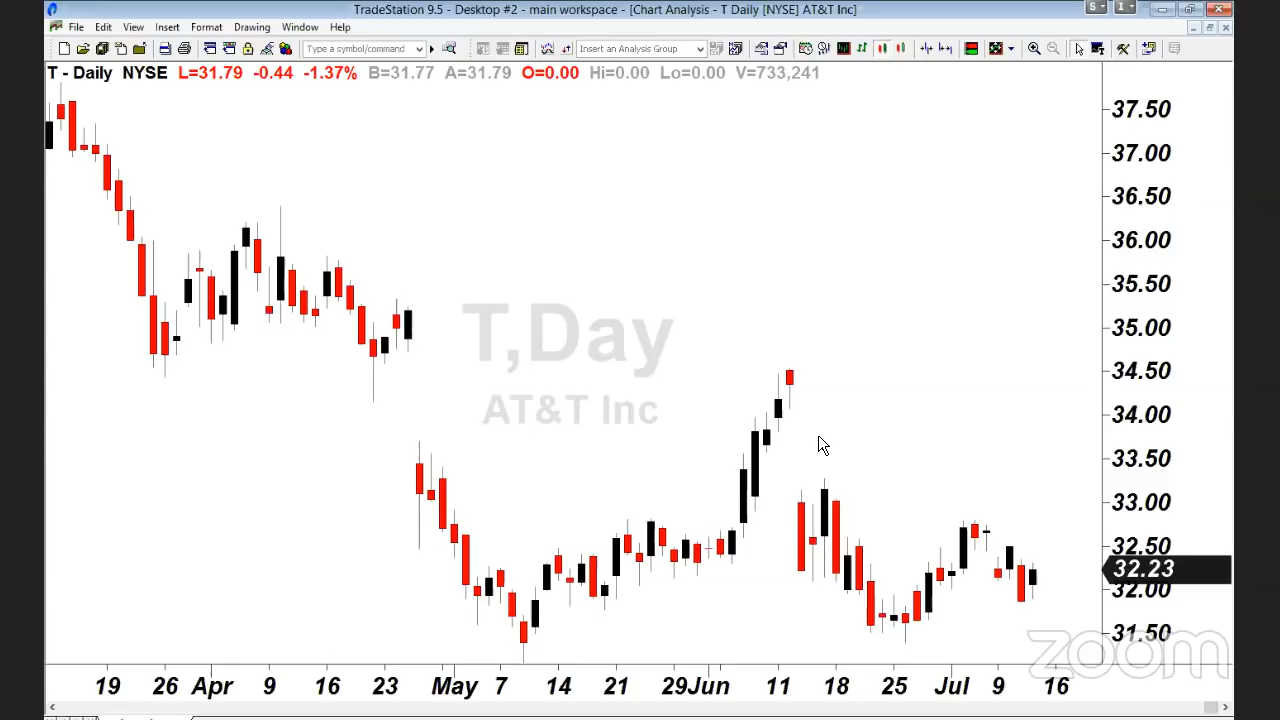 TradeStation 9.5 - Desktop #2 - main workspace - [Chart Analysis - T Daily [NYSE] AT&T Inc]
S I
File Edit View Insert Format Drawing Window Help
Type a symbol/command Insert an Analysis Group
T - Daily NYSE L=31.79 -0.44 -1.37% B=31.77 A=31.79 O=0.00 Hi=0.00 Lo=0.00 V=733,241
37.50
37.00
36.50
36.00
35.50
35.00
34.50
34.00
33.50
33.00
32.50
32.23
32.00
31.50
T,Day
AT&T Inc
zoom
19 26 Apr 9 16 23 May 7 14 21 29 Jun 11 18 25 Jul 9 16